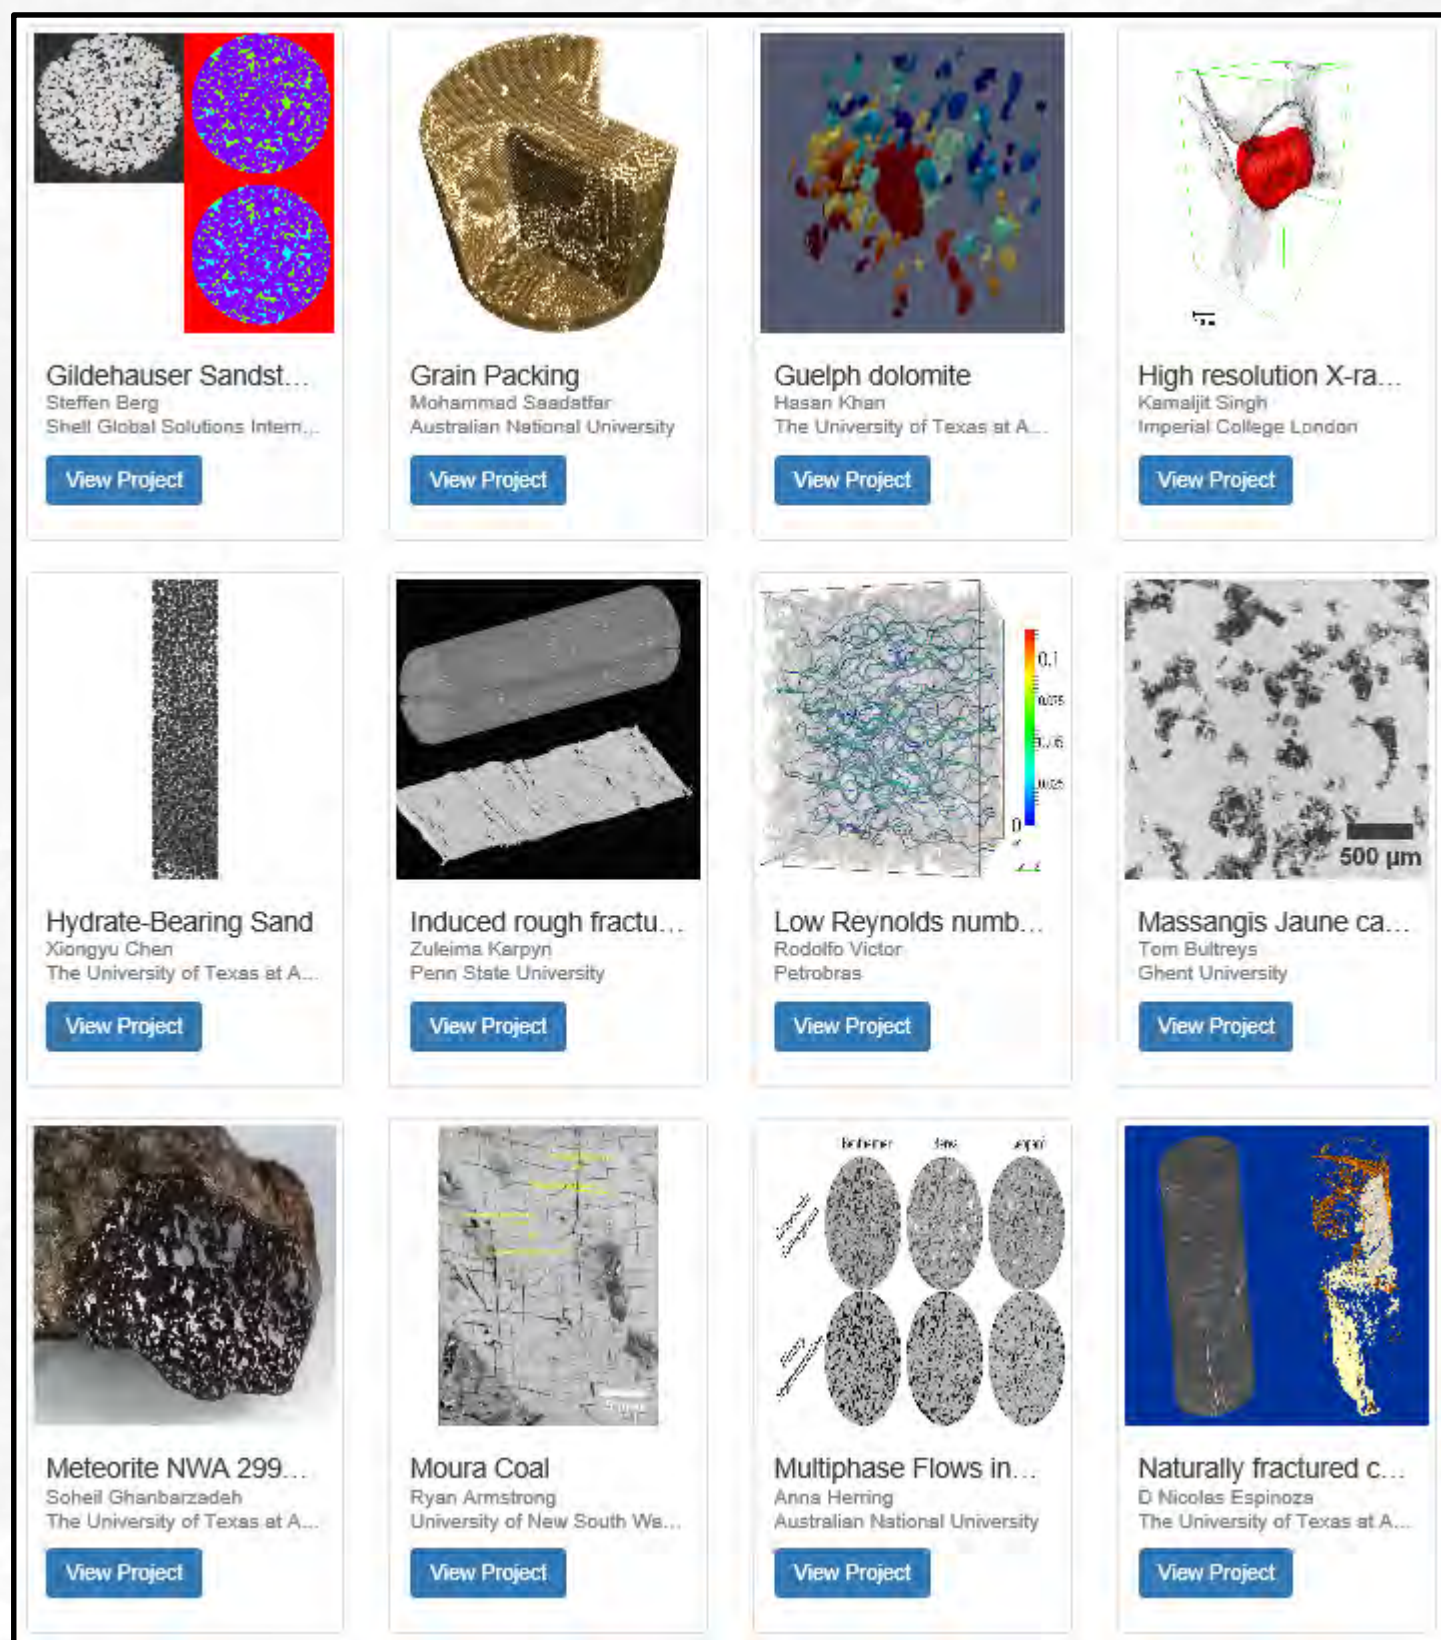 Gildehauser Sandst...
Steffen Berg
Shell Global Solutions Intern...
View Project
Grain Packing
Mohammad Saadatfar
Australian National University
View Project
Guelph dolomite
Hasan Khan
The University of Texas at A...
View Project
High resolution X-ra...
Kamaljit Singh
Imperial College London
View Project
0.1
0.075
0.05
0.025
0
500 µm
Hydrate-Bearing Sand
Xiongyu Chen
The University of Texas at A...
View Project
Induced rough fractu...
Zuleima Karpyn
Penn State University
View Project
Low Reynolds numb...
Rodolfo Victor
Petrobras
View Project
Massangis Jaune ca...
Tom Bultreys
Ghent University
View Project
Meteorite NWA 299...
Soheil Ghanbarzadeh
The University of Texas at A...
View Project
Moura Coal
Ryan Armstrong
University of New South Wa...
View Project
Multiphase Flows in...
Anna Herring
Australian National University
View Project
Naturally fractured c...
D Nicolas Espinoza
The University of Texas at A...
View Project